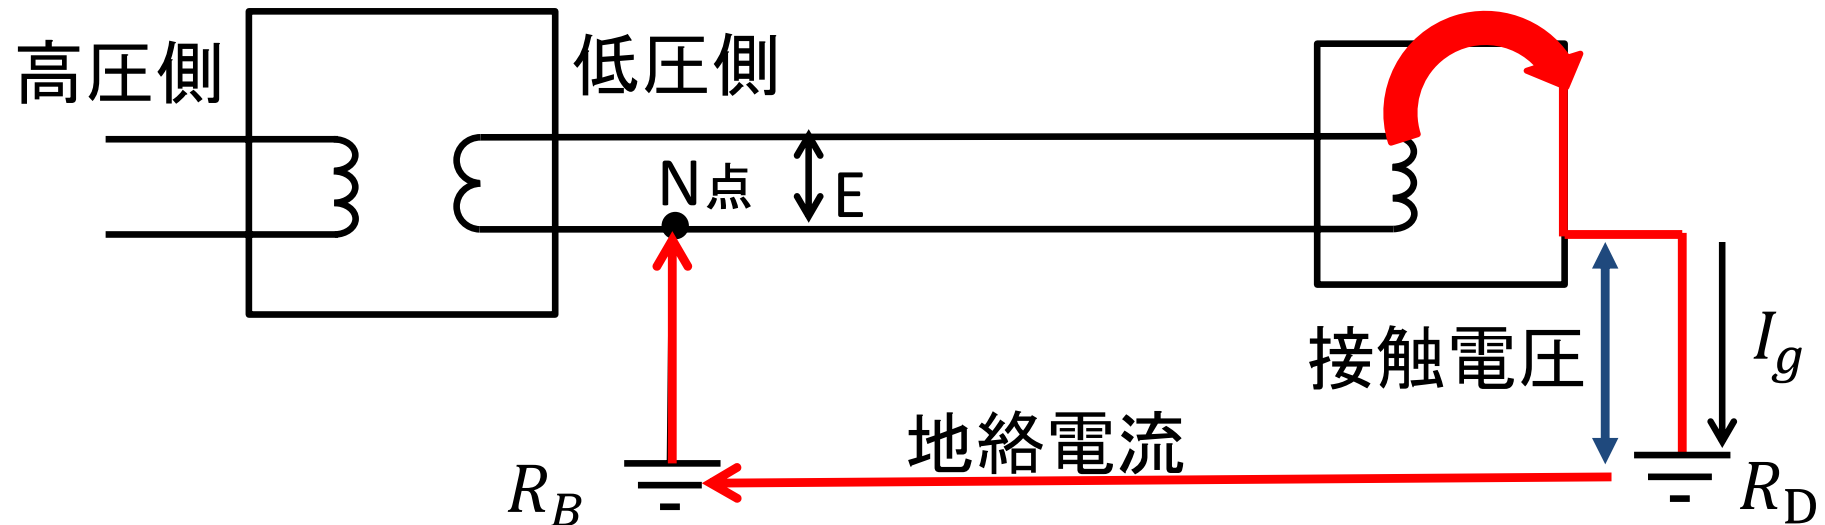 高圧側
低圧側
N点
E
接触電圧
I_g
地絡電流
R_B
R_D